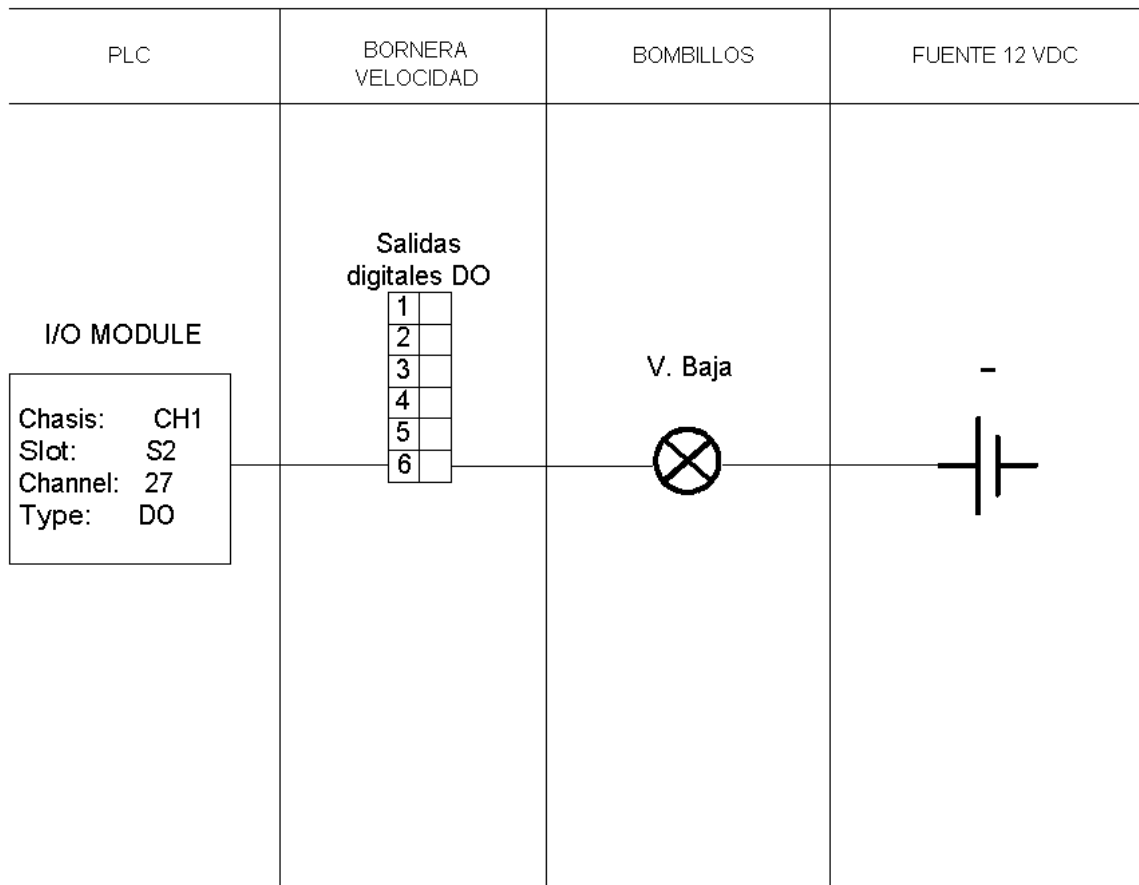 PLC
BORNERA
VELOCIDAD
BOMBILLOS
FUENTE 12 VDC
I/O MODULE
Chasis: CH1
Slot: S2
Channel: 27
Type: DO
Salidas
digitales DO
1
2
3
4
5
6
V. Baja
-